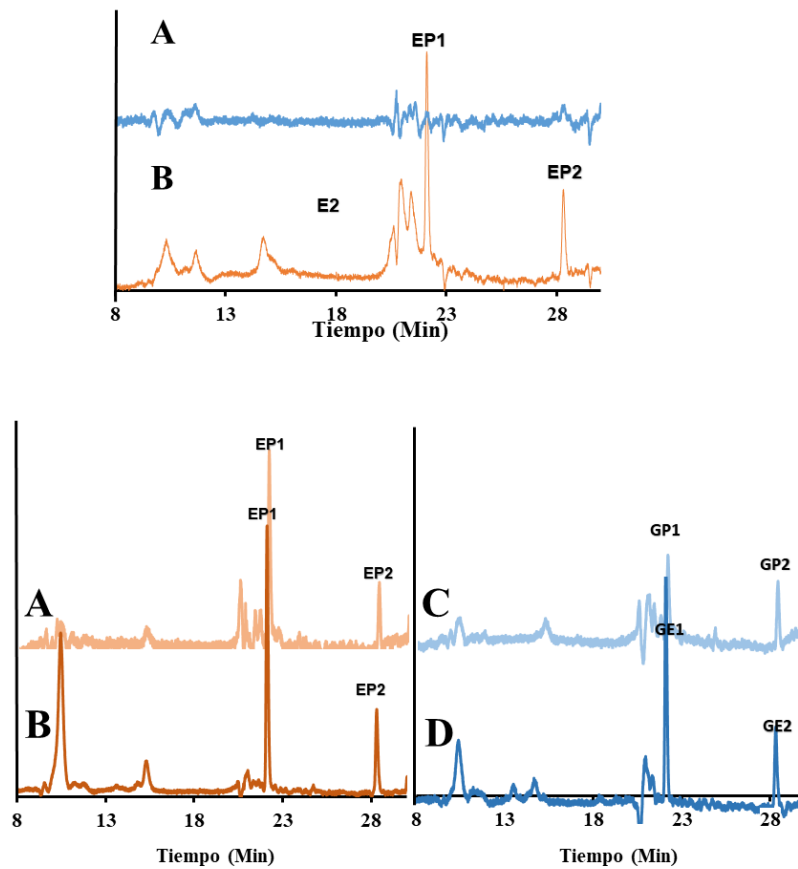 A
EP1
B
E2
EP2
8 13 18 23 28
Tiempo (Min)
EP1
EP1
A
EP2
B
EP2
8 13 18 23 28
Tiempo (Min)
GP1
C
GP2
GE1
D
GE2
8 13 18 23 28
Tiempo (Min)